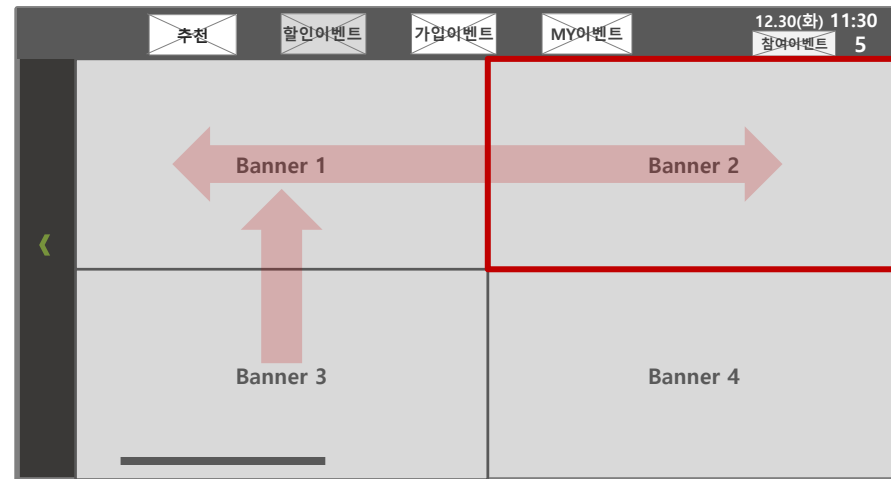 추천
할인이벤트
가입이벤트
MY이벤트
12.30(화) 11:30
참여이벤트 5
Banner 1
Banner 2
Banner 3
Banner 4